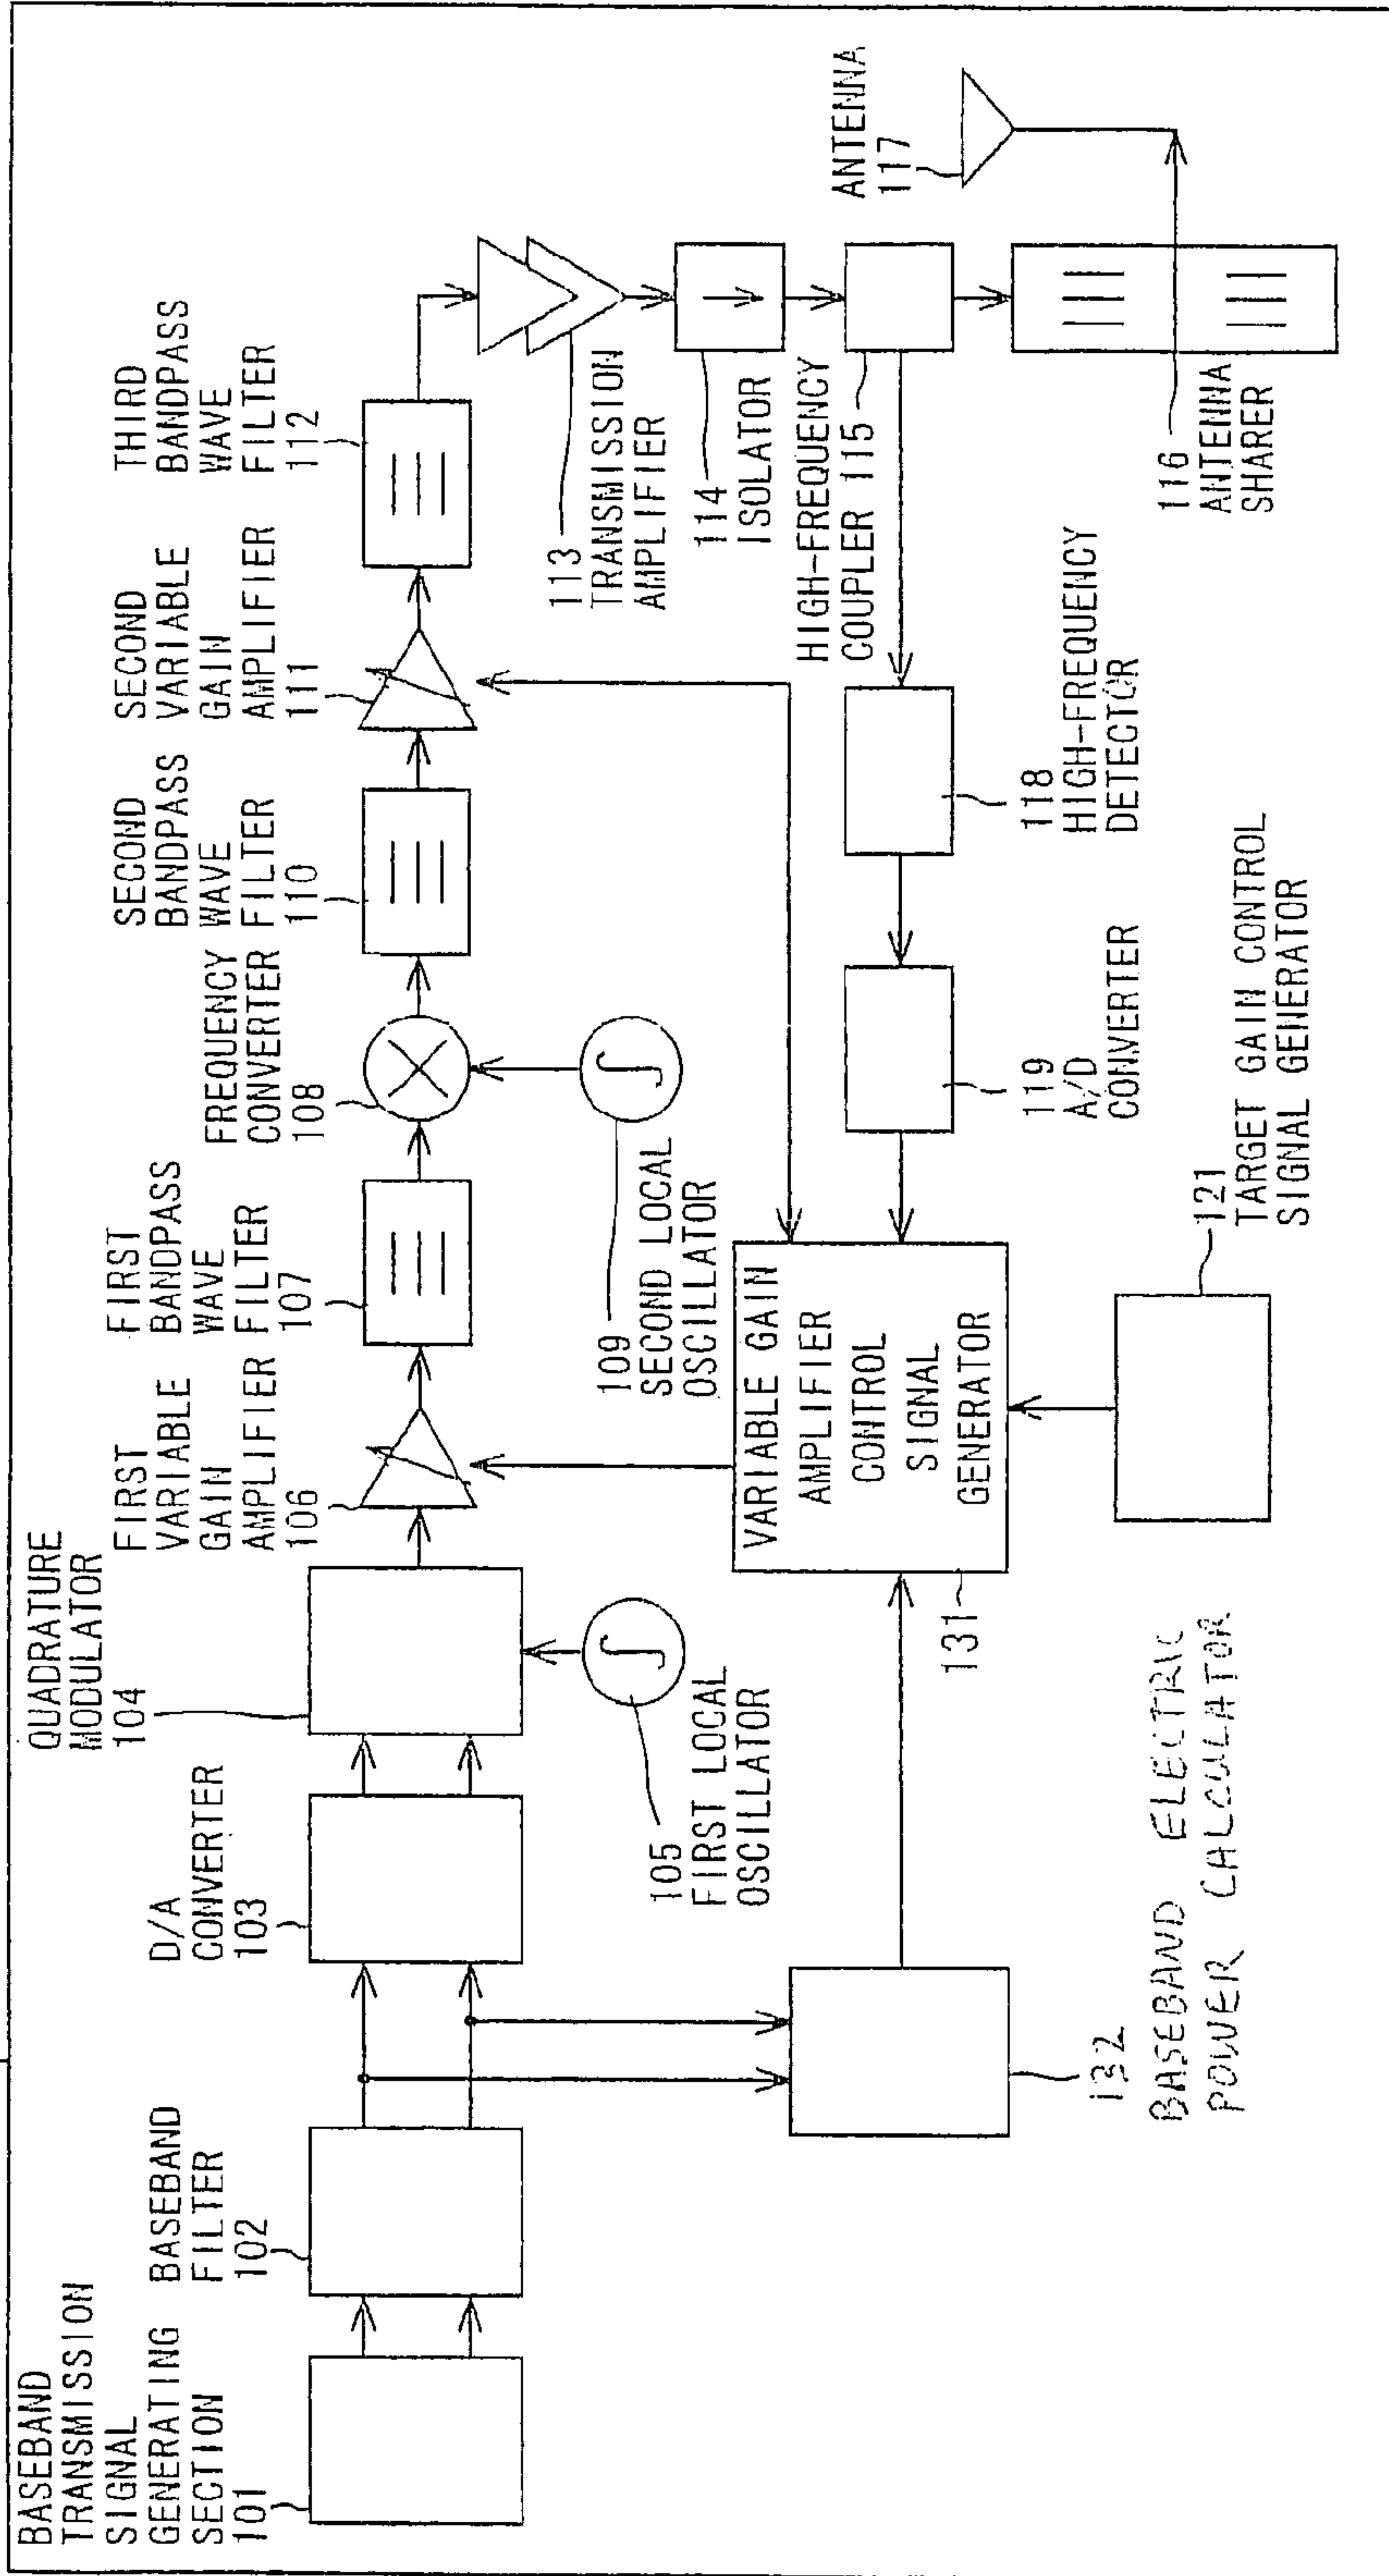 BASEBAND
TRANSMISSION
SIGNAL
GENERATING
SECTION
101
BASEBAND
FILTER
102
D/A
CONVERTER
103
QUADRATURE
MODULATOR
104
FIRST
VARIABLE
GAIN
AMPLIFIER
106
FIRST
BANDPASS
WAVE
FILTER
107
FREQUENCY
CONVERTER
108
SECOND
BANDPASS
WAVE
FILTER
110
SECOND
VARIABLE
GAIN
AMPLIFIER
111
THIRD
BANDPASS
WAVE
FILTER
112
105
FIRST LOCAL
OSCILLATOR
109
SECOND LOCAL
OSCILLATOR
113
TRANSMISSION
AMPLIFIER
114
ISOLATOR
HIGH-FREQUENCY
COUPLER 115
ANTENNA
117
116
ANTENNA
SHARER
118
HIGH-FREQUENCY
DETECTOR
119
A/D
CONVERTER
VARIABLE GAIN
AMPLIFIER
CONTROL
SIGNAL
GENERATOR
131
121
TARGET GAIN CONTROL
SIGNAL GENERATOR
132
BASEBAND ELECTRIC
POWER CALCULATOR